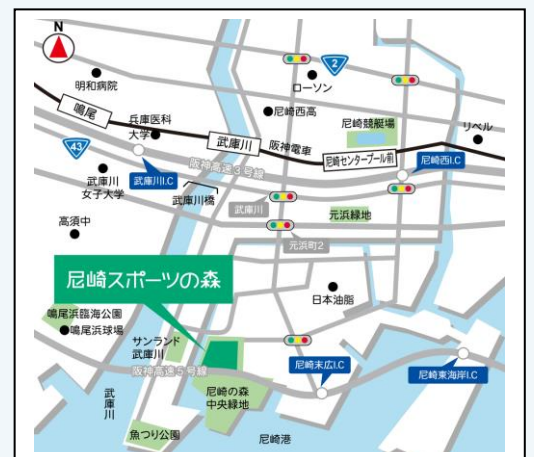 N
2
明和病院
ローソン
鳴尾
兵庫医科
大学
尼崎西高
尼崎競艇場
リベル
武庫川
阪神電車
43
尼崎センタープール前
尼崎西I.C
武庫川
女子大学
武庫川I.C
阪神高速3号線
武庫川橋
武庫川
元浜緑地
高須中
元浜町2
尼崎スポーツの森
日本油脂
鳴尾浜臨海公園
鳴尾浜球場
サンランド
武庫川
阪神高速5号線
尼崎末広I.C
尼崎東海岸I.C
武庫川
尼崎の森
中央緑地
魚つり公園
尼崎港